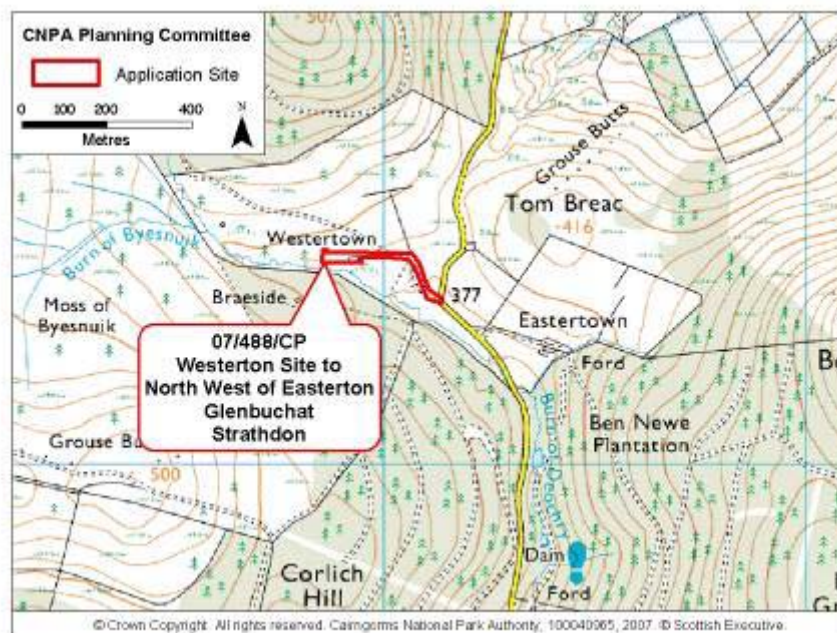 CNPA Planning Committee
Application Site
0 100 200 400
Metres
N
507
Grouse Butts
Tom Breac
416
Westertown
Burn of Byesnuik
Braeside
377
Moss of
Byesnuik
Eastertown
Ford
07/488/CP
Westerton Site to
North West of Easterton
Glenbuchat
Strathdon
Ben Newe
Plantation
Grouse Bu
500
Dam
Ford
Corlich
Hill
© Crown Copyright. All rights reserved. Cairngorms National Park Authority, 100040965, 2007. © Scottish Executive.